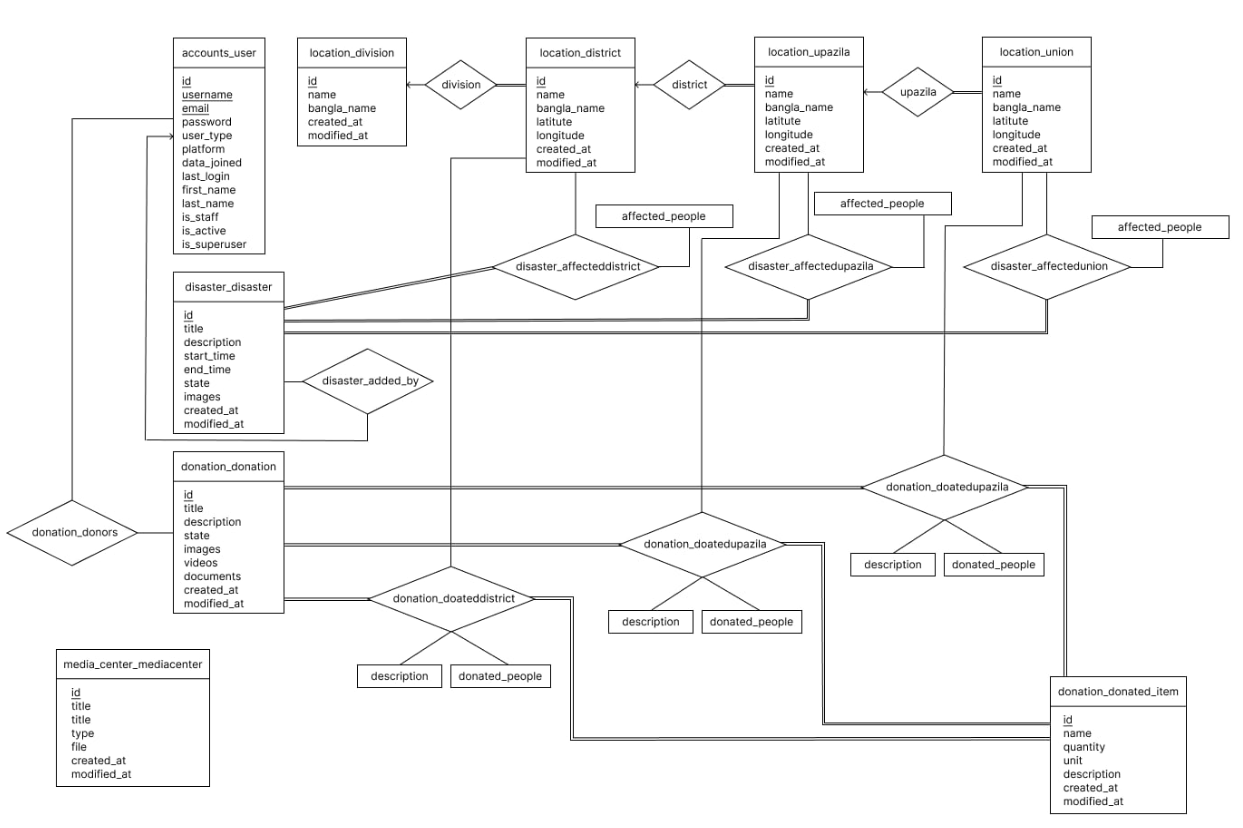 accounts_user
id
username
email
password
user_type
platform
data_joined
last_login
first_name
last_name
is_staff
is_active
is_superuser
location_division
id
name
bangla_name
created_at
modified_at
division
location_district
id
name
bangla_name
latitute
longitude
created_at
modified_at
district
location_upazila
id
name
bangla_name
latitute
longitude
created_at
modified_at
upazila
location_union
id
name
bangla_name
latitute
longitude
created_at
modified_at
affected_people
affected_people
affected_people
disaster_affecteddistrict
disaster_affectedupazila
disaster_affectedunion
disaster_disaster
id
title
description
start_time
end_time
state
images
created_at
modified_at
disaster_added_by
donation_donation
id
title
description
state
images
videos
documents
created_at
modified_at
donation_donors
donation_doatedupazila
description
donated_people
donation_doatedupazila
description
donated_people
donation_doateddistrict
description
donated_people
media_center_mediacenter
id
title
title
type
file
created_at
modified_at
donation_donated_item
id
name
quantity
unit
description
created_at
modified_at